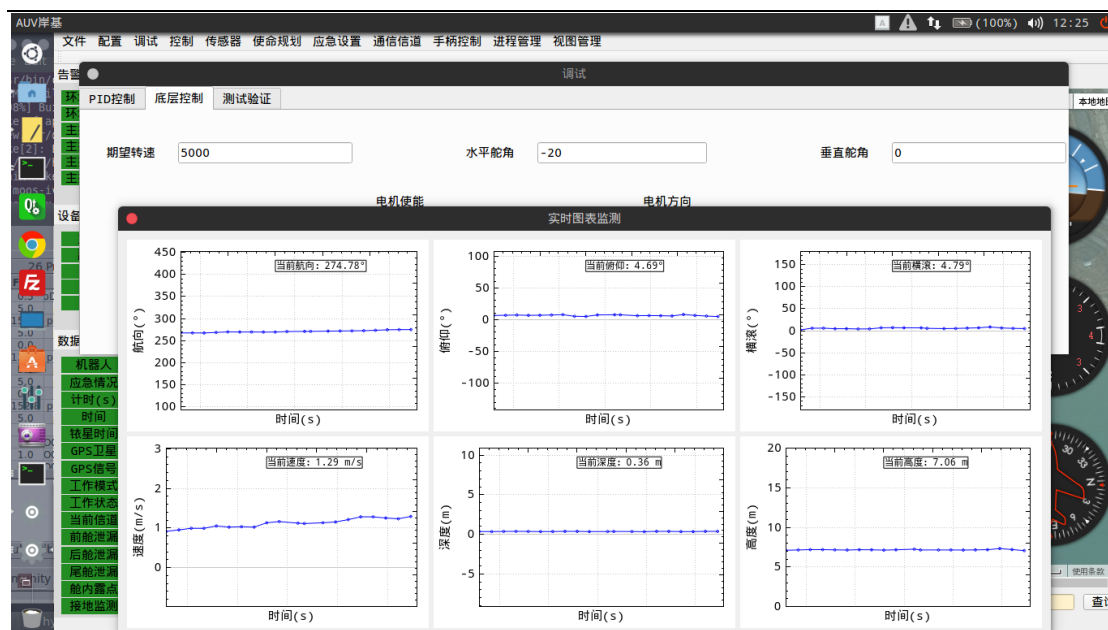 AUV岸基
(100%) 12:25
文件 配置 调试 控制 传感器 使命规划 应急设置 通信信道 手柄控制 进程管理 视图管理
调试
PID控制 底层控制 测试验证
本地地
期望转速 5000 水平舵角 -20 垂直舵角 0
电机使能 电机方向
实时图表监测
450 400 350 300 250 200 150 100
航向(°)
当前航向: 274.78°
时间(s)
100 50 0 -50 -100
俯仰(°)
当前俯仰: 4.69°
时间(s)
150 100 50 0 -50 -100 -150
横滚(°)
当前横滚: 4.79°
时间(s)
3 2 1 0
速度(m/s)
当前速度: 1.29 m/s
时间(s)
10 5 0 -5
深度(m)
当前深度: 0.36 m
时间(s)
20 15 10 5 0
高度(m)
当前高度: 7.06 m
时间(s)
设备
数据
机器人
应急情况
计时(s)
时间
铱星时间
GPS卫星
GPS信号
工作模式
工作状态
当前信道
前舱泄漏
后舱泄漏
尾舱泄漏
舱内露点
接地监测
使用条款